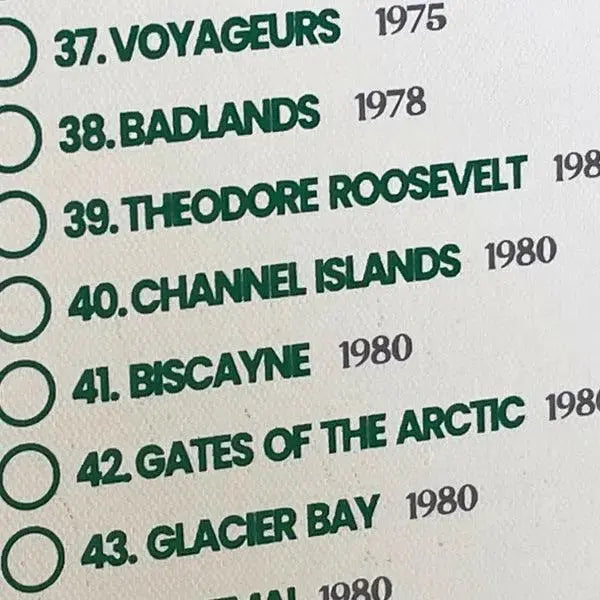 37. VOYAGEURS 1975
38. BADLANDS 1978
39. THEODORE ROOSEVELT 198
40. CHANNEL ISLANDS 1980
41. BISCAYNE 1980
42. GATES OF THE ARCTIC 198
43. GLACIER BAY 1980
1980